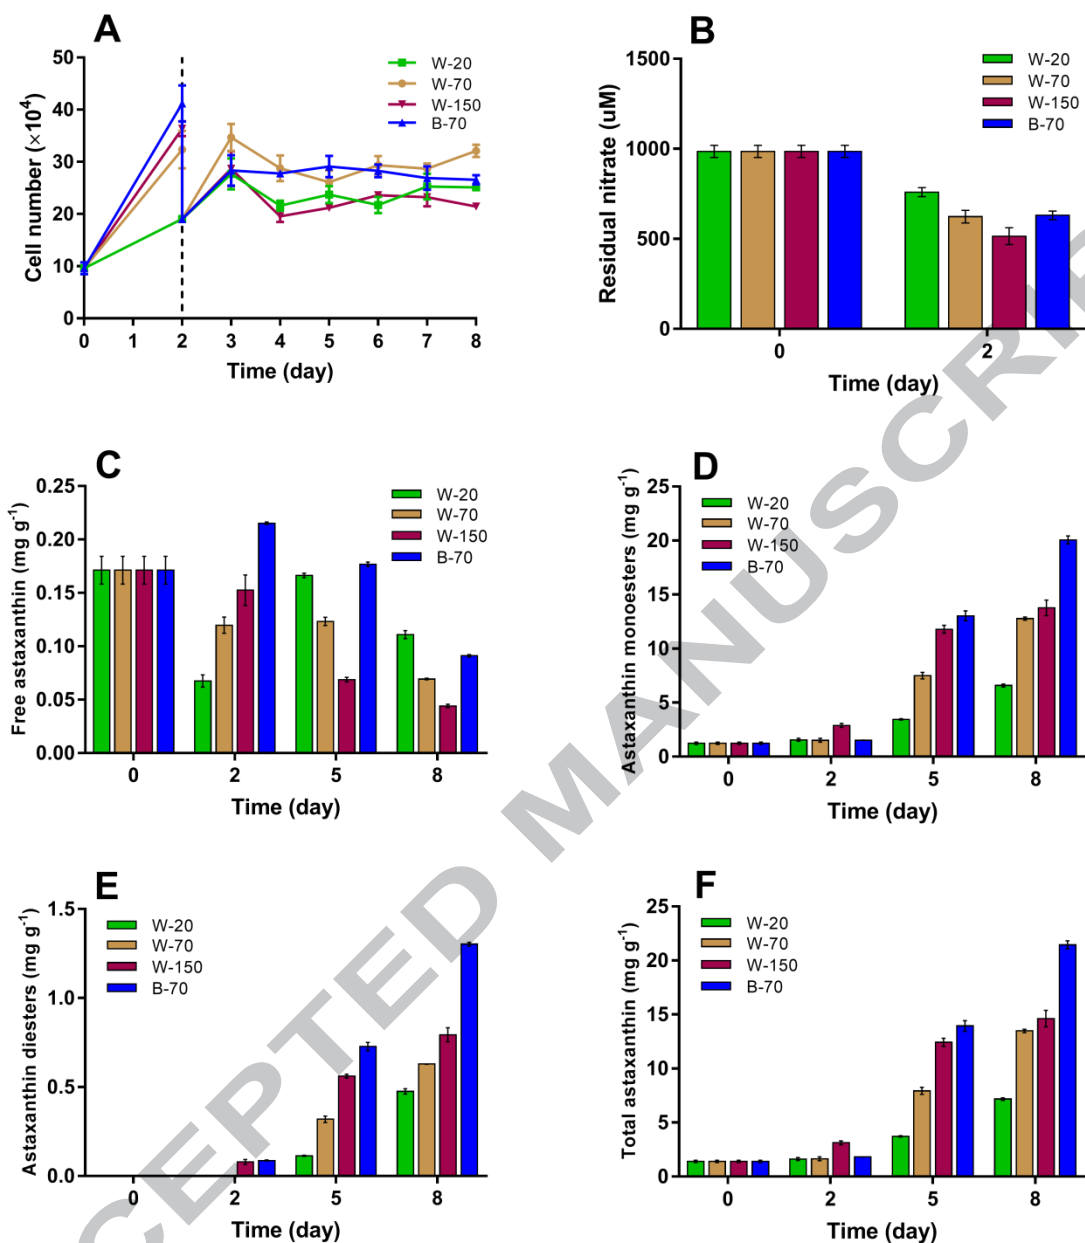 A
Cell number (×10⁴)
50
40
30
20
10
0
0 1 2 3 4 5 6 7 8
Time (day)
W-20
W-70
W-150
B-70
B
Residual nitrate (uM)
1500
1000
500
0
0 2
Time (day)
W-20
W-70
W-150
B-70
C
Free astaxanthin (mg g⁻¹)
0.25
0.20
0.15
0.10
0.05
0.00
0 2 5 8
Time (day)
W-20
W-70
W-150
B-70
D
Astaxanthin monoesters (mg g⁻¹)
25
20
15
10
5
0
0 2 5 8
Time (day)
W-20
W-70
W-150
B-70
E
Astaxanthin diesters (mg g⁻¹)
1.5
1.0
0.5
0.0
0 2 5 8
Time (day)
W-20
W-70
W-150
B-70
F
Total astaxanthin (mg g⁻¹)
25
20
15
10
5
0
0 2 5 8
Time (day)
W-20
W-70
W-150
B-70
CEPTED MANUSCRIP